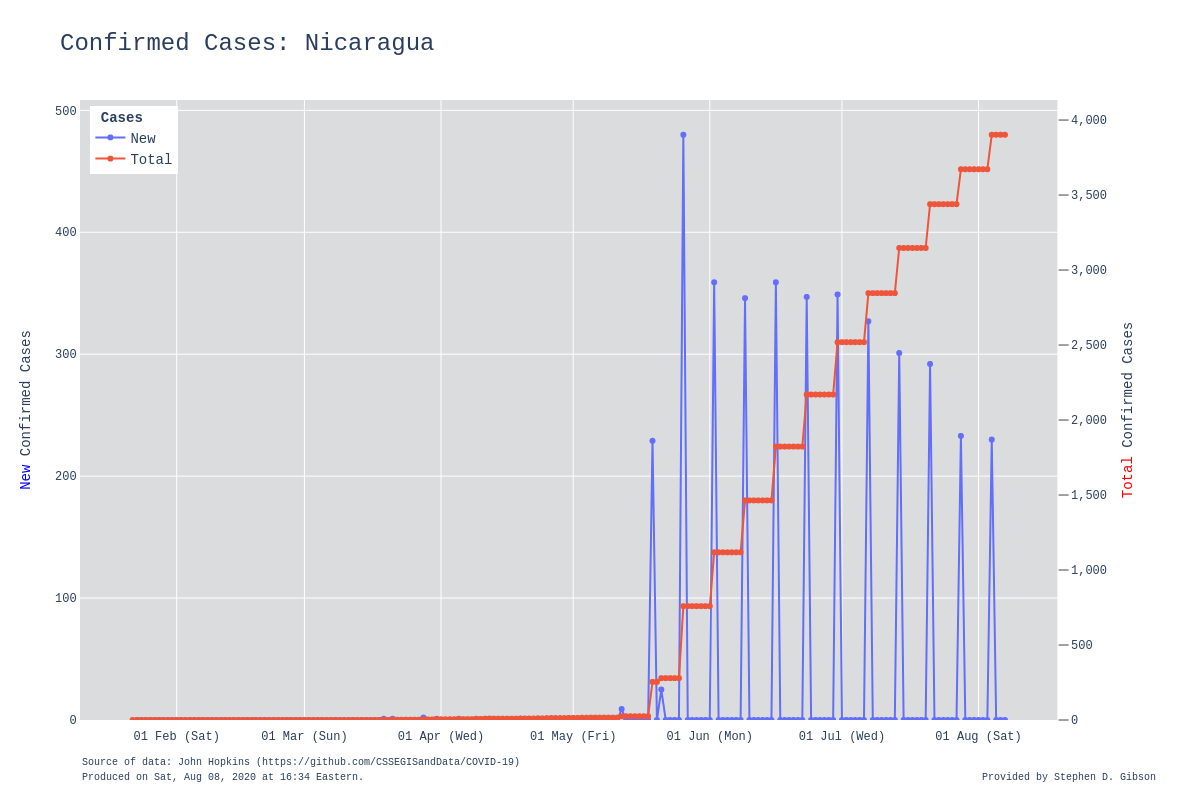 Confirmed Cases: Nicaragua
Cases
New
Total
500
400
300
200
100
0
4,000
3,500
3,000
2,500
2,000
1,500
1,000
500
0
New Confirmed Cases
Total Confirmed Cases
01 Feb (Sat) 01 Mar (Sun) 01 Apr (Wed) 01 May (Fri) 01 Jun (Mon) 01 Jul (Wed) 01 Aug (Sat)
Source of data: John Hopkins (https://github.com/CSSEGISandData/COVID-19)
Produced on Sat, Aug 08, 2020 at 16:34 Eastern.
Provided by Stephen D. Gibson